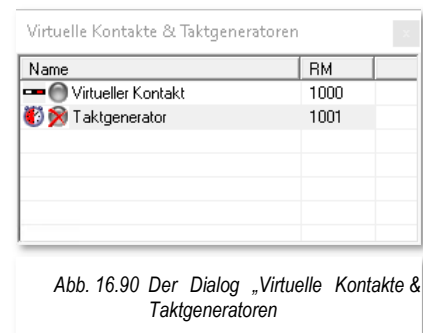 Virtuelle Kontakte & Taktgeneratoren
Name RM
Virtueller Kontakt 1000
Taktgenerator 1001
Abb. 16.90 Der Dialog „Virtuelle Kontakte &
Taktgeneratoren